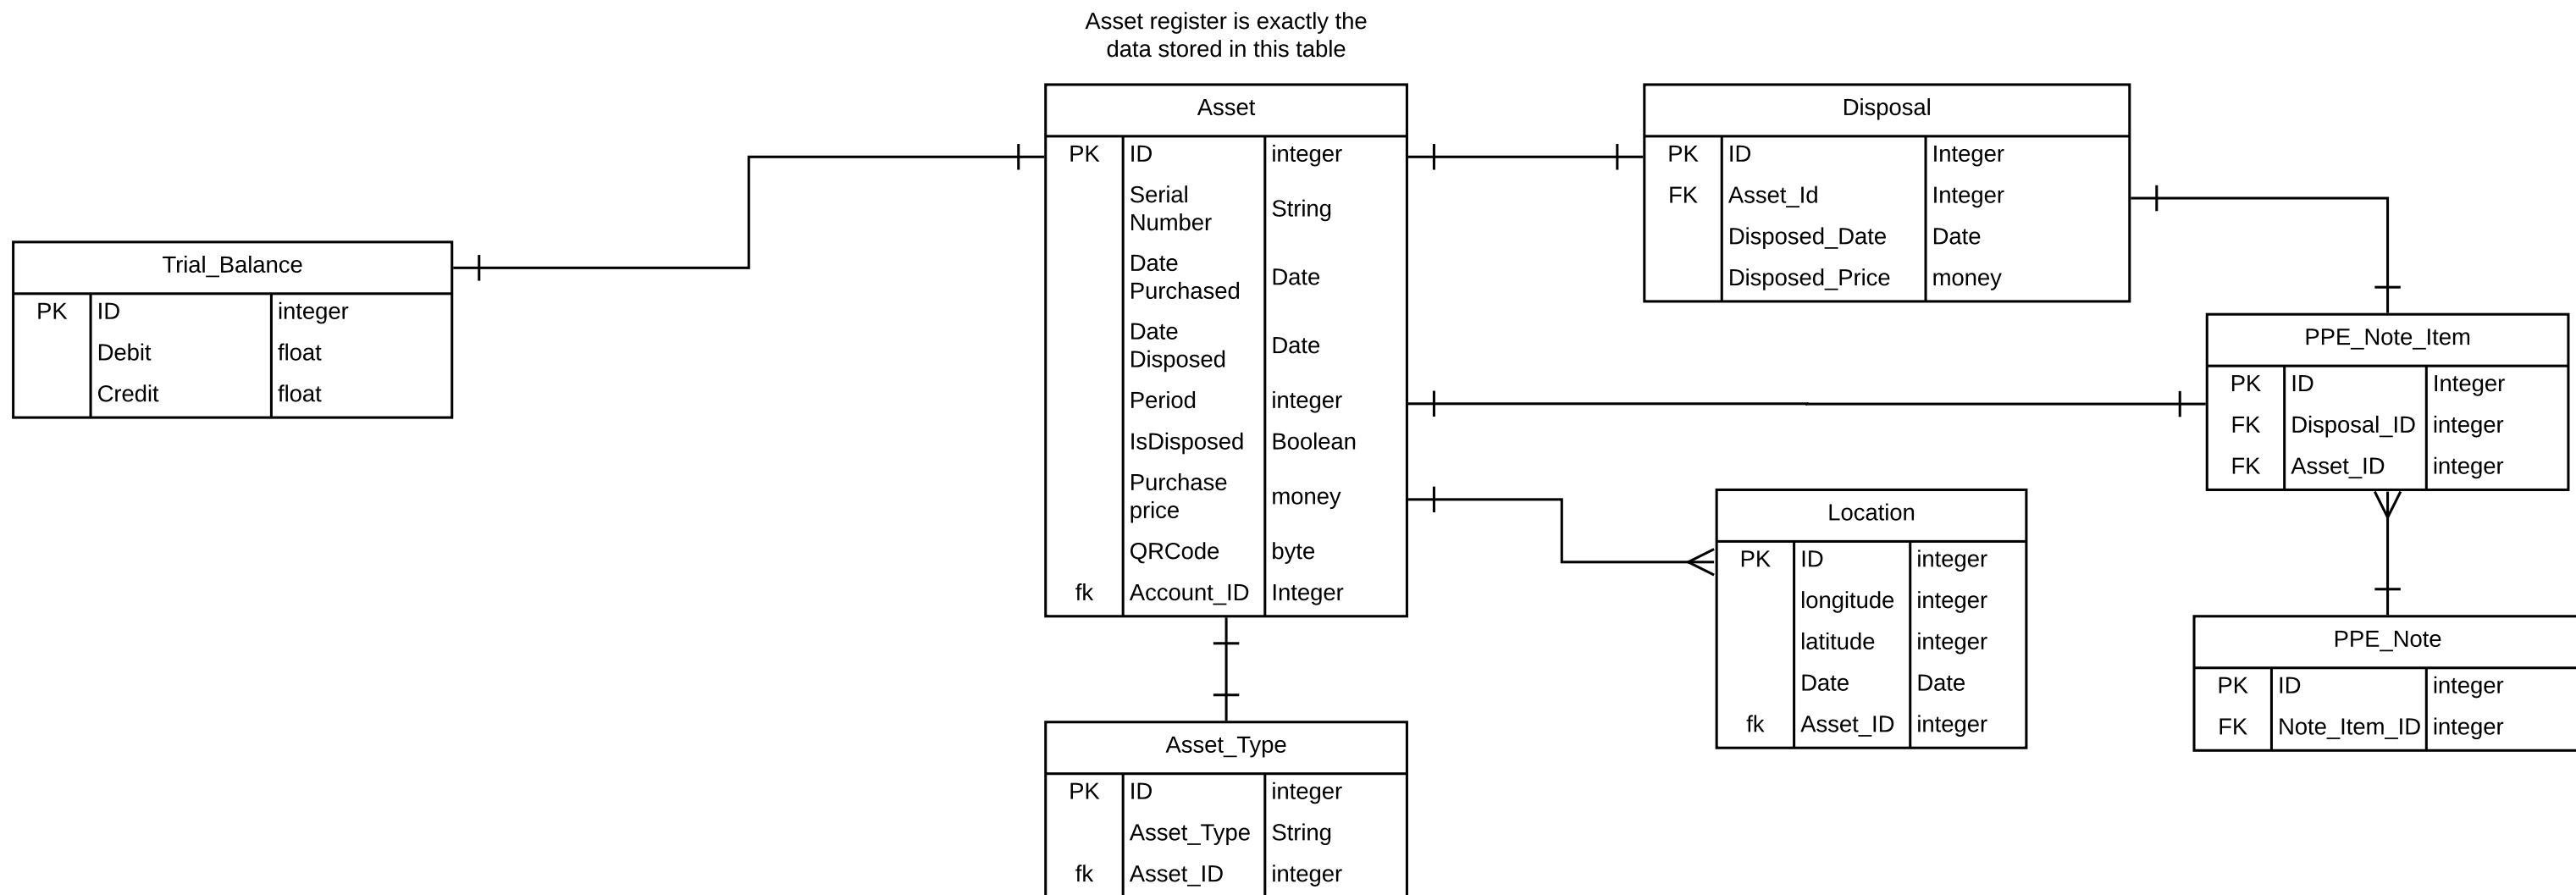 Asset register is exactly the
data stored in this table
Asset
PK ID integer
Serial
Number
String
Date
Purchased
Date
Date
Disposed
Date
Period integer
IsDisposed Boolean
Purchase
price
money
QRCode byte
fk Account_ID Integer
Disposal
PK ID Integer
FK Asset_Id Integer
Disposed_Date Date
Disposed_Price money
Trial_Balance
PK ID integer
Debit float
Credit float
PPE_Note_Item
PK ID Integer
FK Disposal_ID integer
FK Asset_ID integer
Location
PK ID integer
longitude integer
latitude integer
Date Date
fk Asset_ID integer
PPE_Note
PK ID integer
FK Note_Item_ID integer
Asset_Type
PK ID integer
Asset_Type String
fk Asset_ID integer